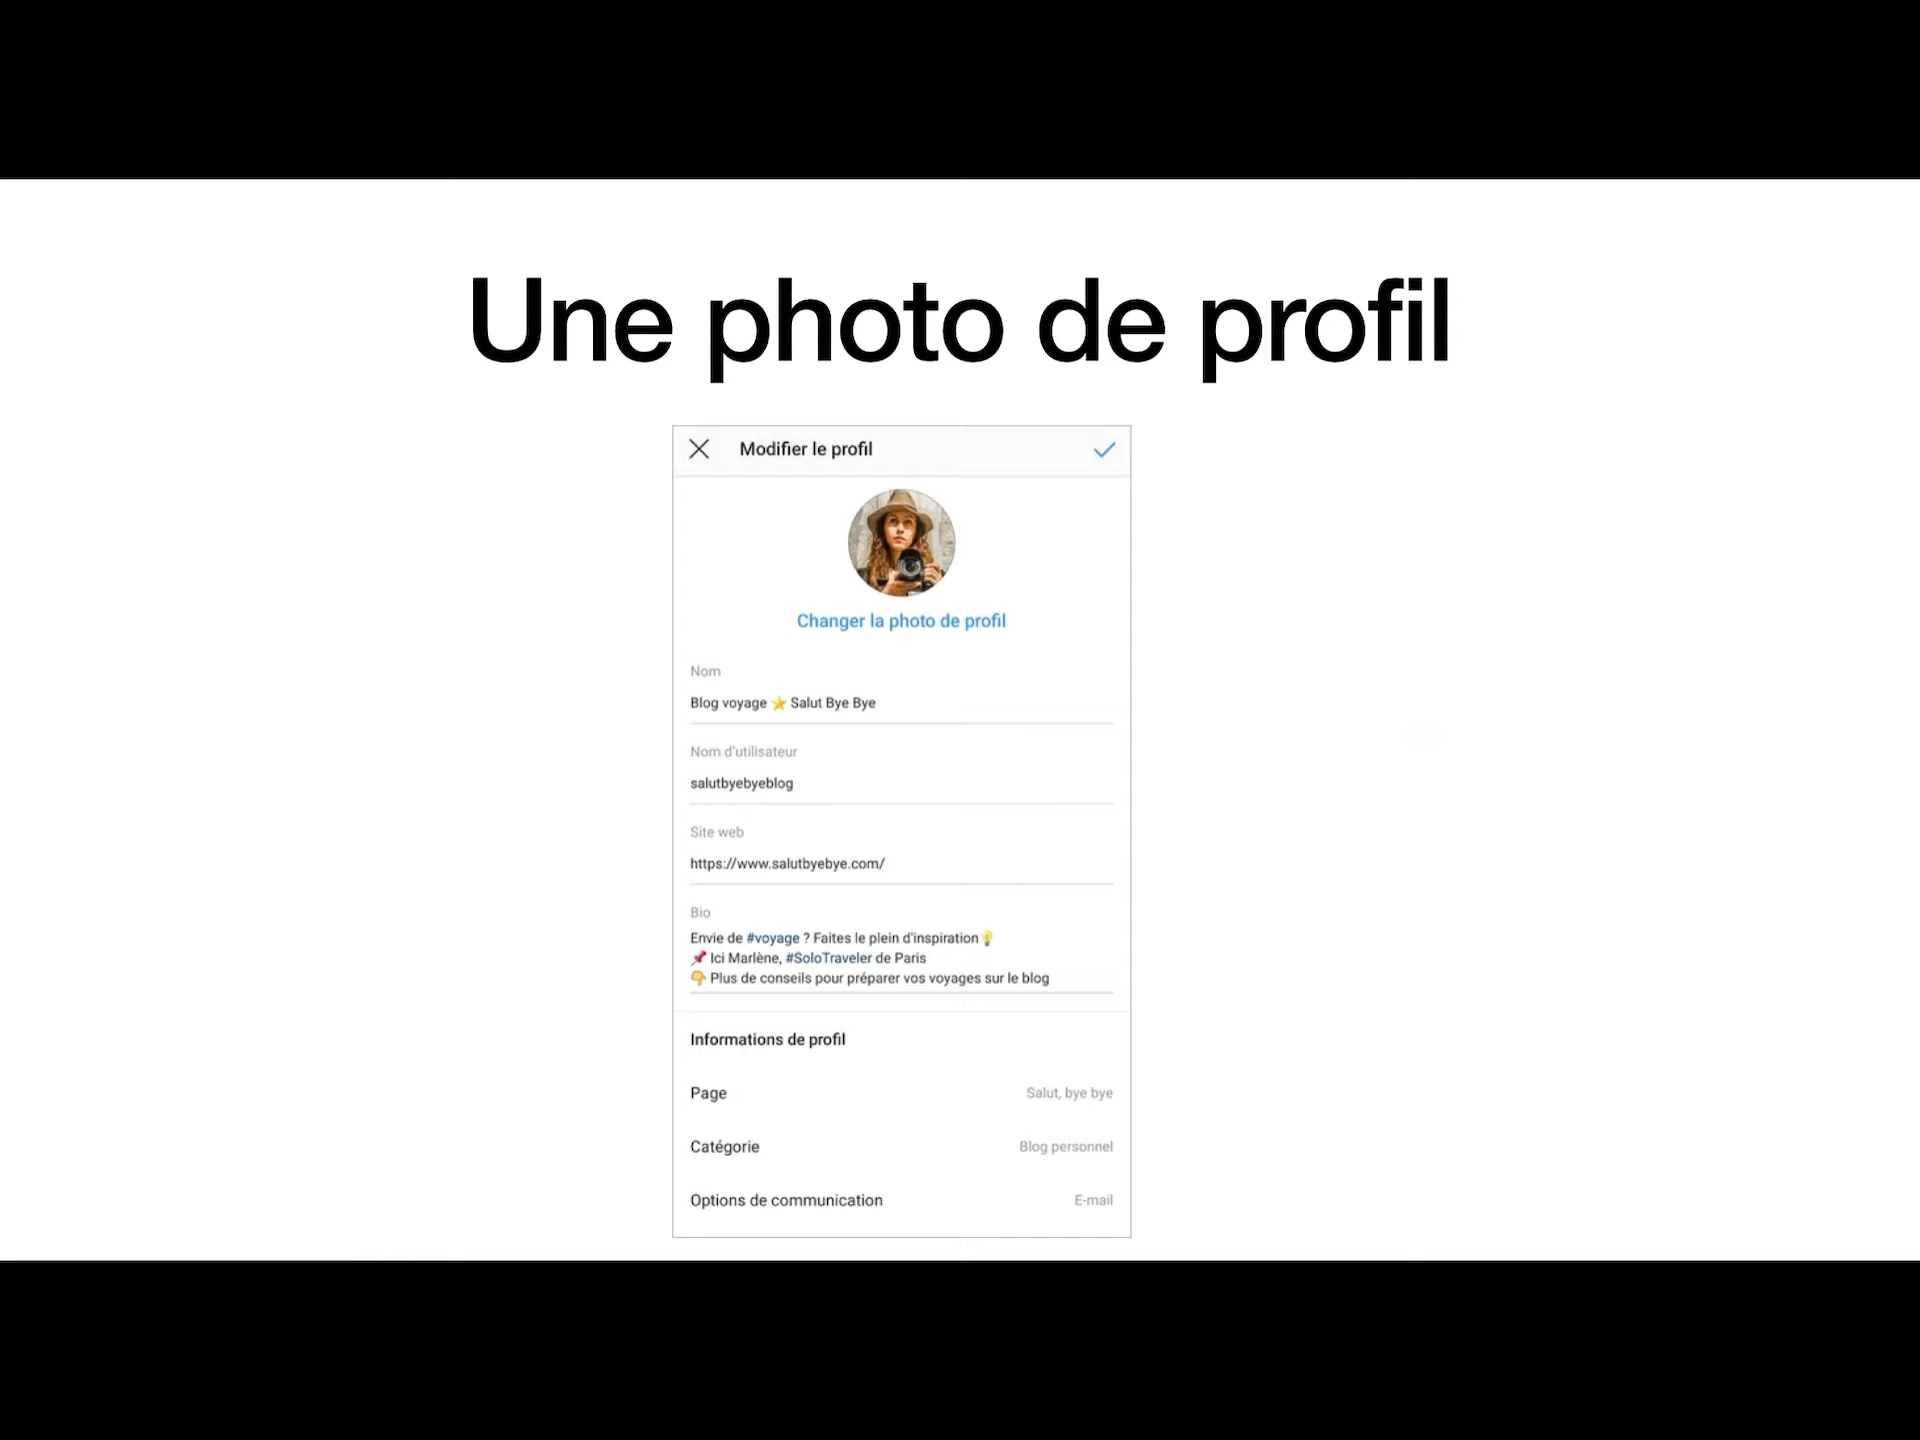 Une photo de profil
Modifier le profil
Changer la photo de profil
Nom
Blog voyage ⭐ Salut Bye Bye
Nom d'utilisateur
salutbyebyeblog
Site web
https://www.salutbyebye.com/
Bio
Envie de #voyage ? Faites le plein d'inspiration💡
📌 Ici Marlène, #SoloTraveler de Paris
👇 Plus de conseils pour préparer vos voyages sur le blog
Informations de profil
Page Salut, bye bye
Catégorie Blog personnel
Options de communication E-mail